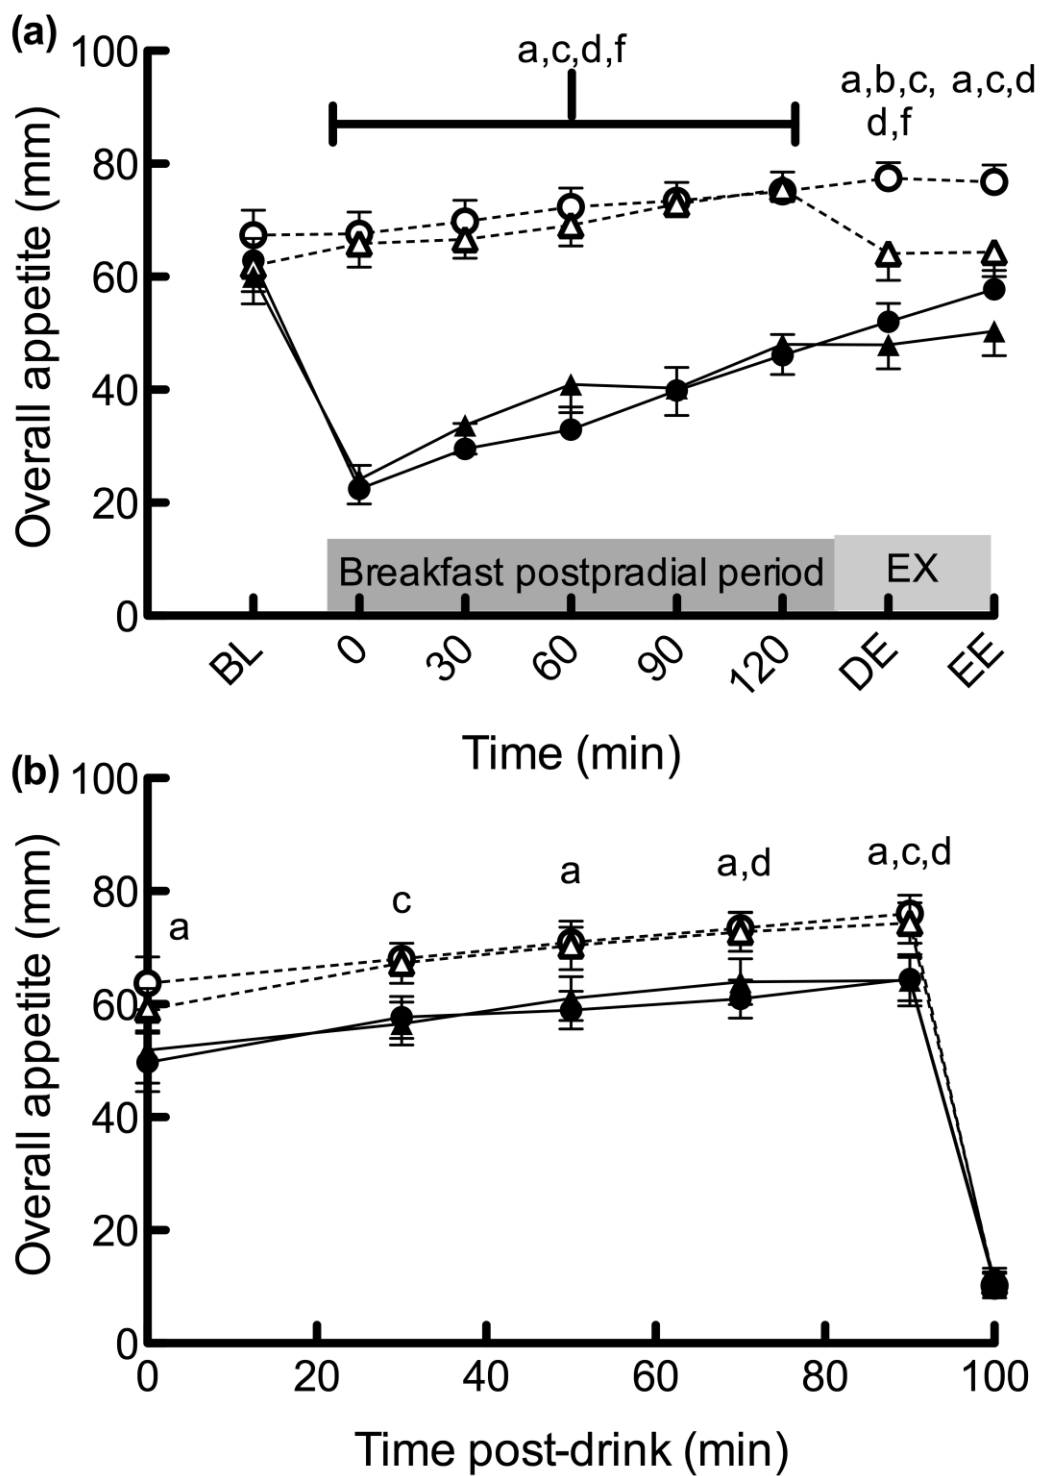 (a)
100
80
60
40
20
0
Overall appetite (mm)
a,c,d,f
a,b,c,
d,f
a,c,d
Breakfast postpradial period
EX
BL
0
30
60
90
120
DE
EE
Time (min)
(b)
100
80
60
40
20
0
Overall appetite (mm)
a
c
a
a,d
a,c,d
0
20
40
60
80
100
Time post-drink (min)